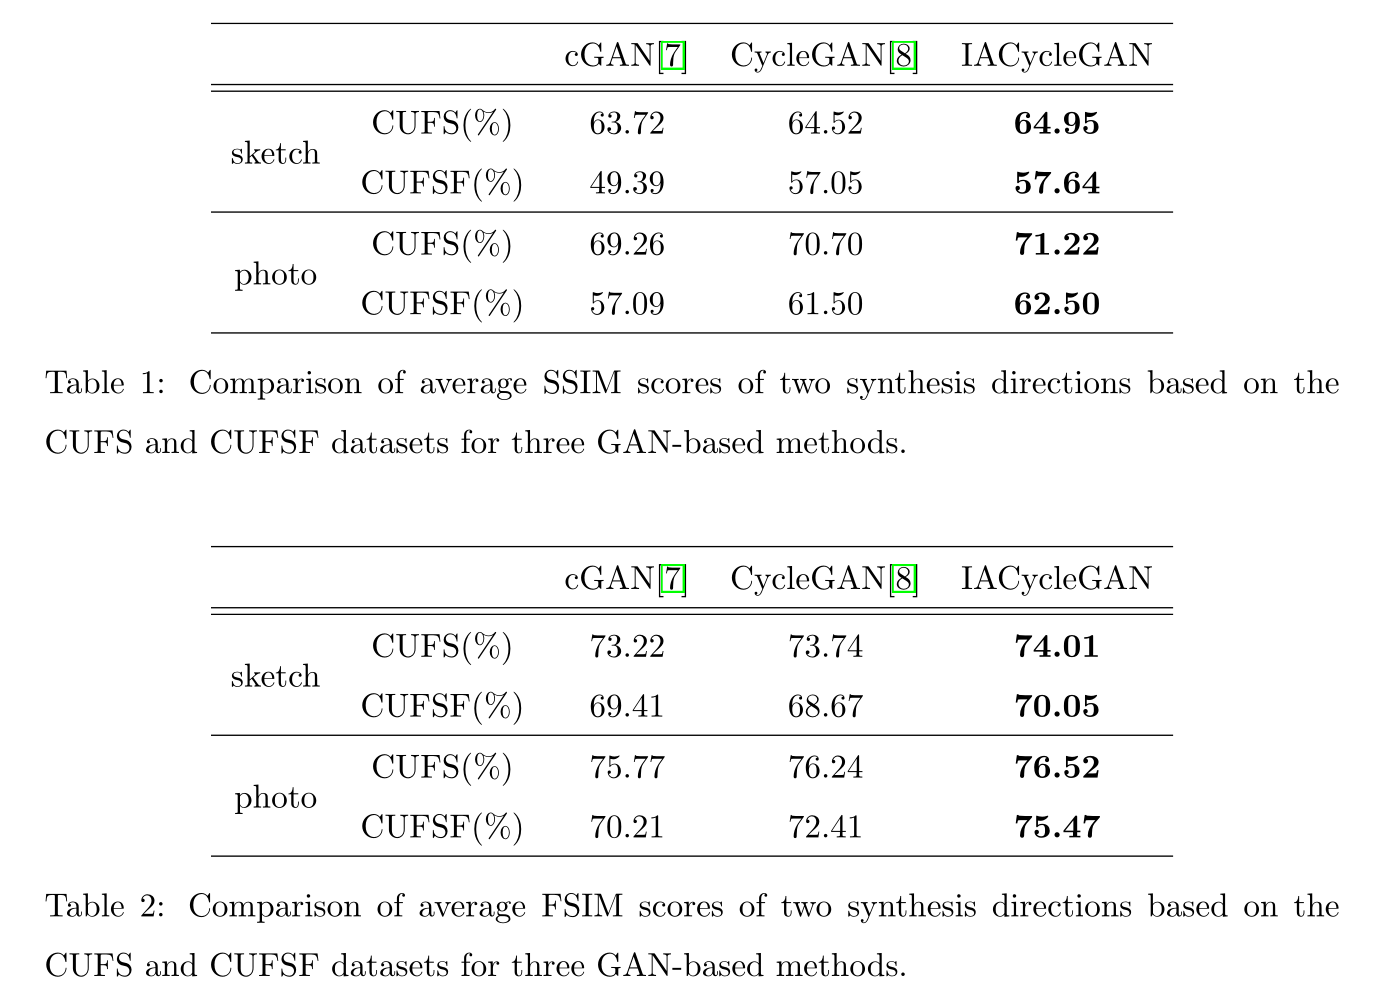 cGAN[7] CycleGAN[8] IACycleGAN
sketch CUFS(%) 63.72 64.52 64.95
CUFSF(%) 49.39 57.05 57.64
photo CUFS(%) 69.26 70.70 71.22
CUFSF(%) 57.09 61.50 62.50
Table 1: Comparison of average SSIM scores of two synthesis directions based on the
CUFS and CUFSF datasets for three GAN-based methods.
cGAN[7] CycleGAN[8] IACycleGAN
sketch CUFS(%) 73.22 73.74 74.01
CUFSF(%) 69.41 68.67 70.05
photo CUFS(%) 75.77 76.24 76.52
CUFSF(%) 70.21 72.41 75.47
Table 2: Comparison of average FSIM scores of two synthesis directions based on the
CUFS and CUFSF datasets for three GAN-based methods.